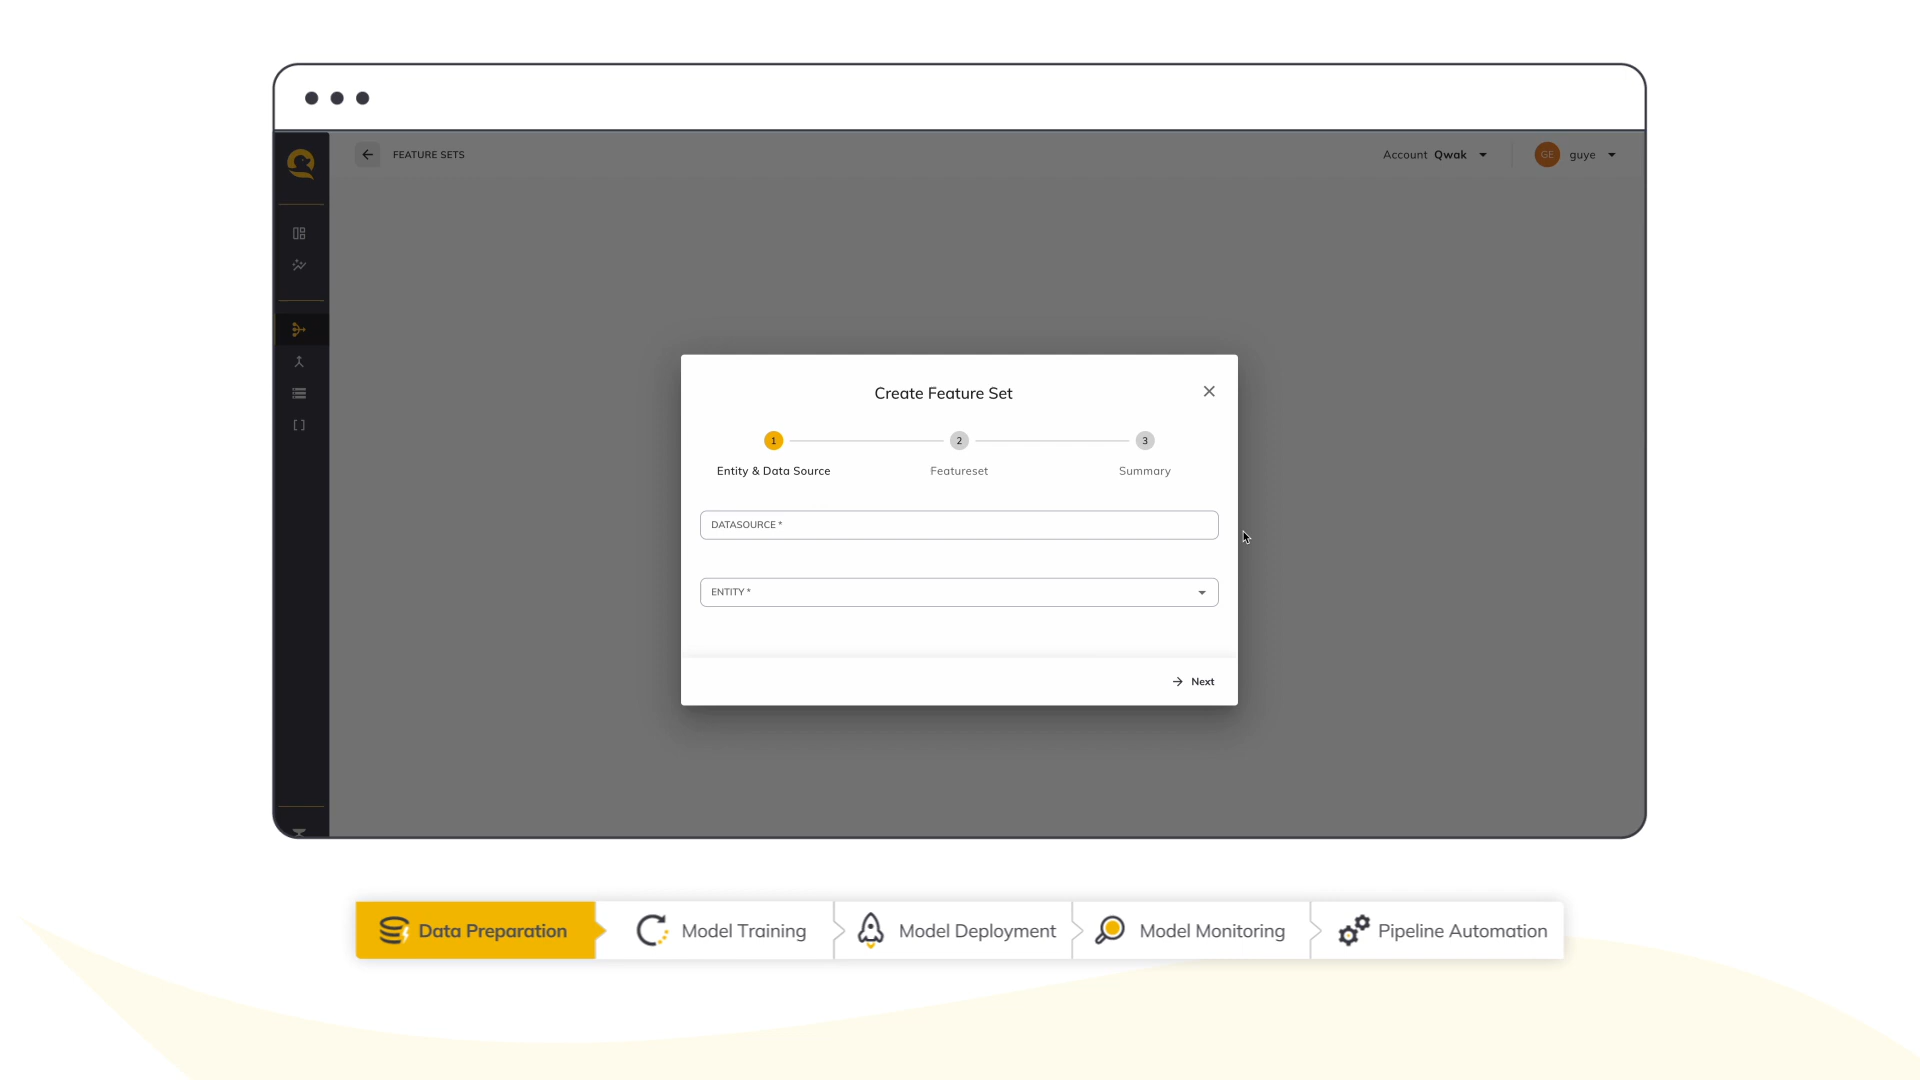 FEATURE SETS
Account Qwak
GE guye
Create Feature Set
1 2 3
Entity & Data Source Featureset Summary
DATASOURCE *
ENTITY *
Next
Data Preparation Model Training Model Deployment Model Monitoring Pipeline Automation